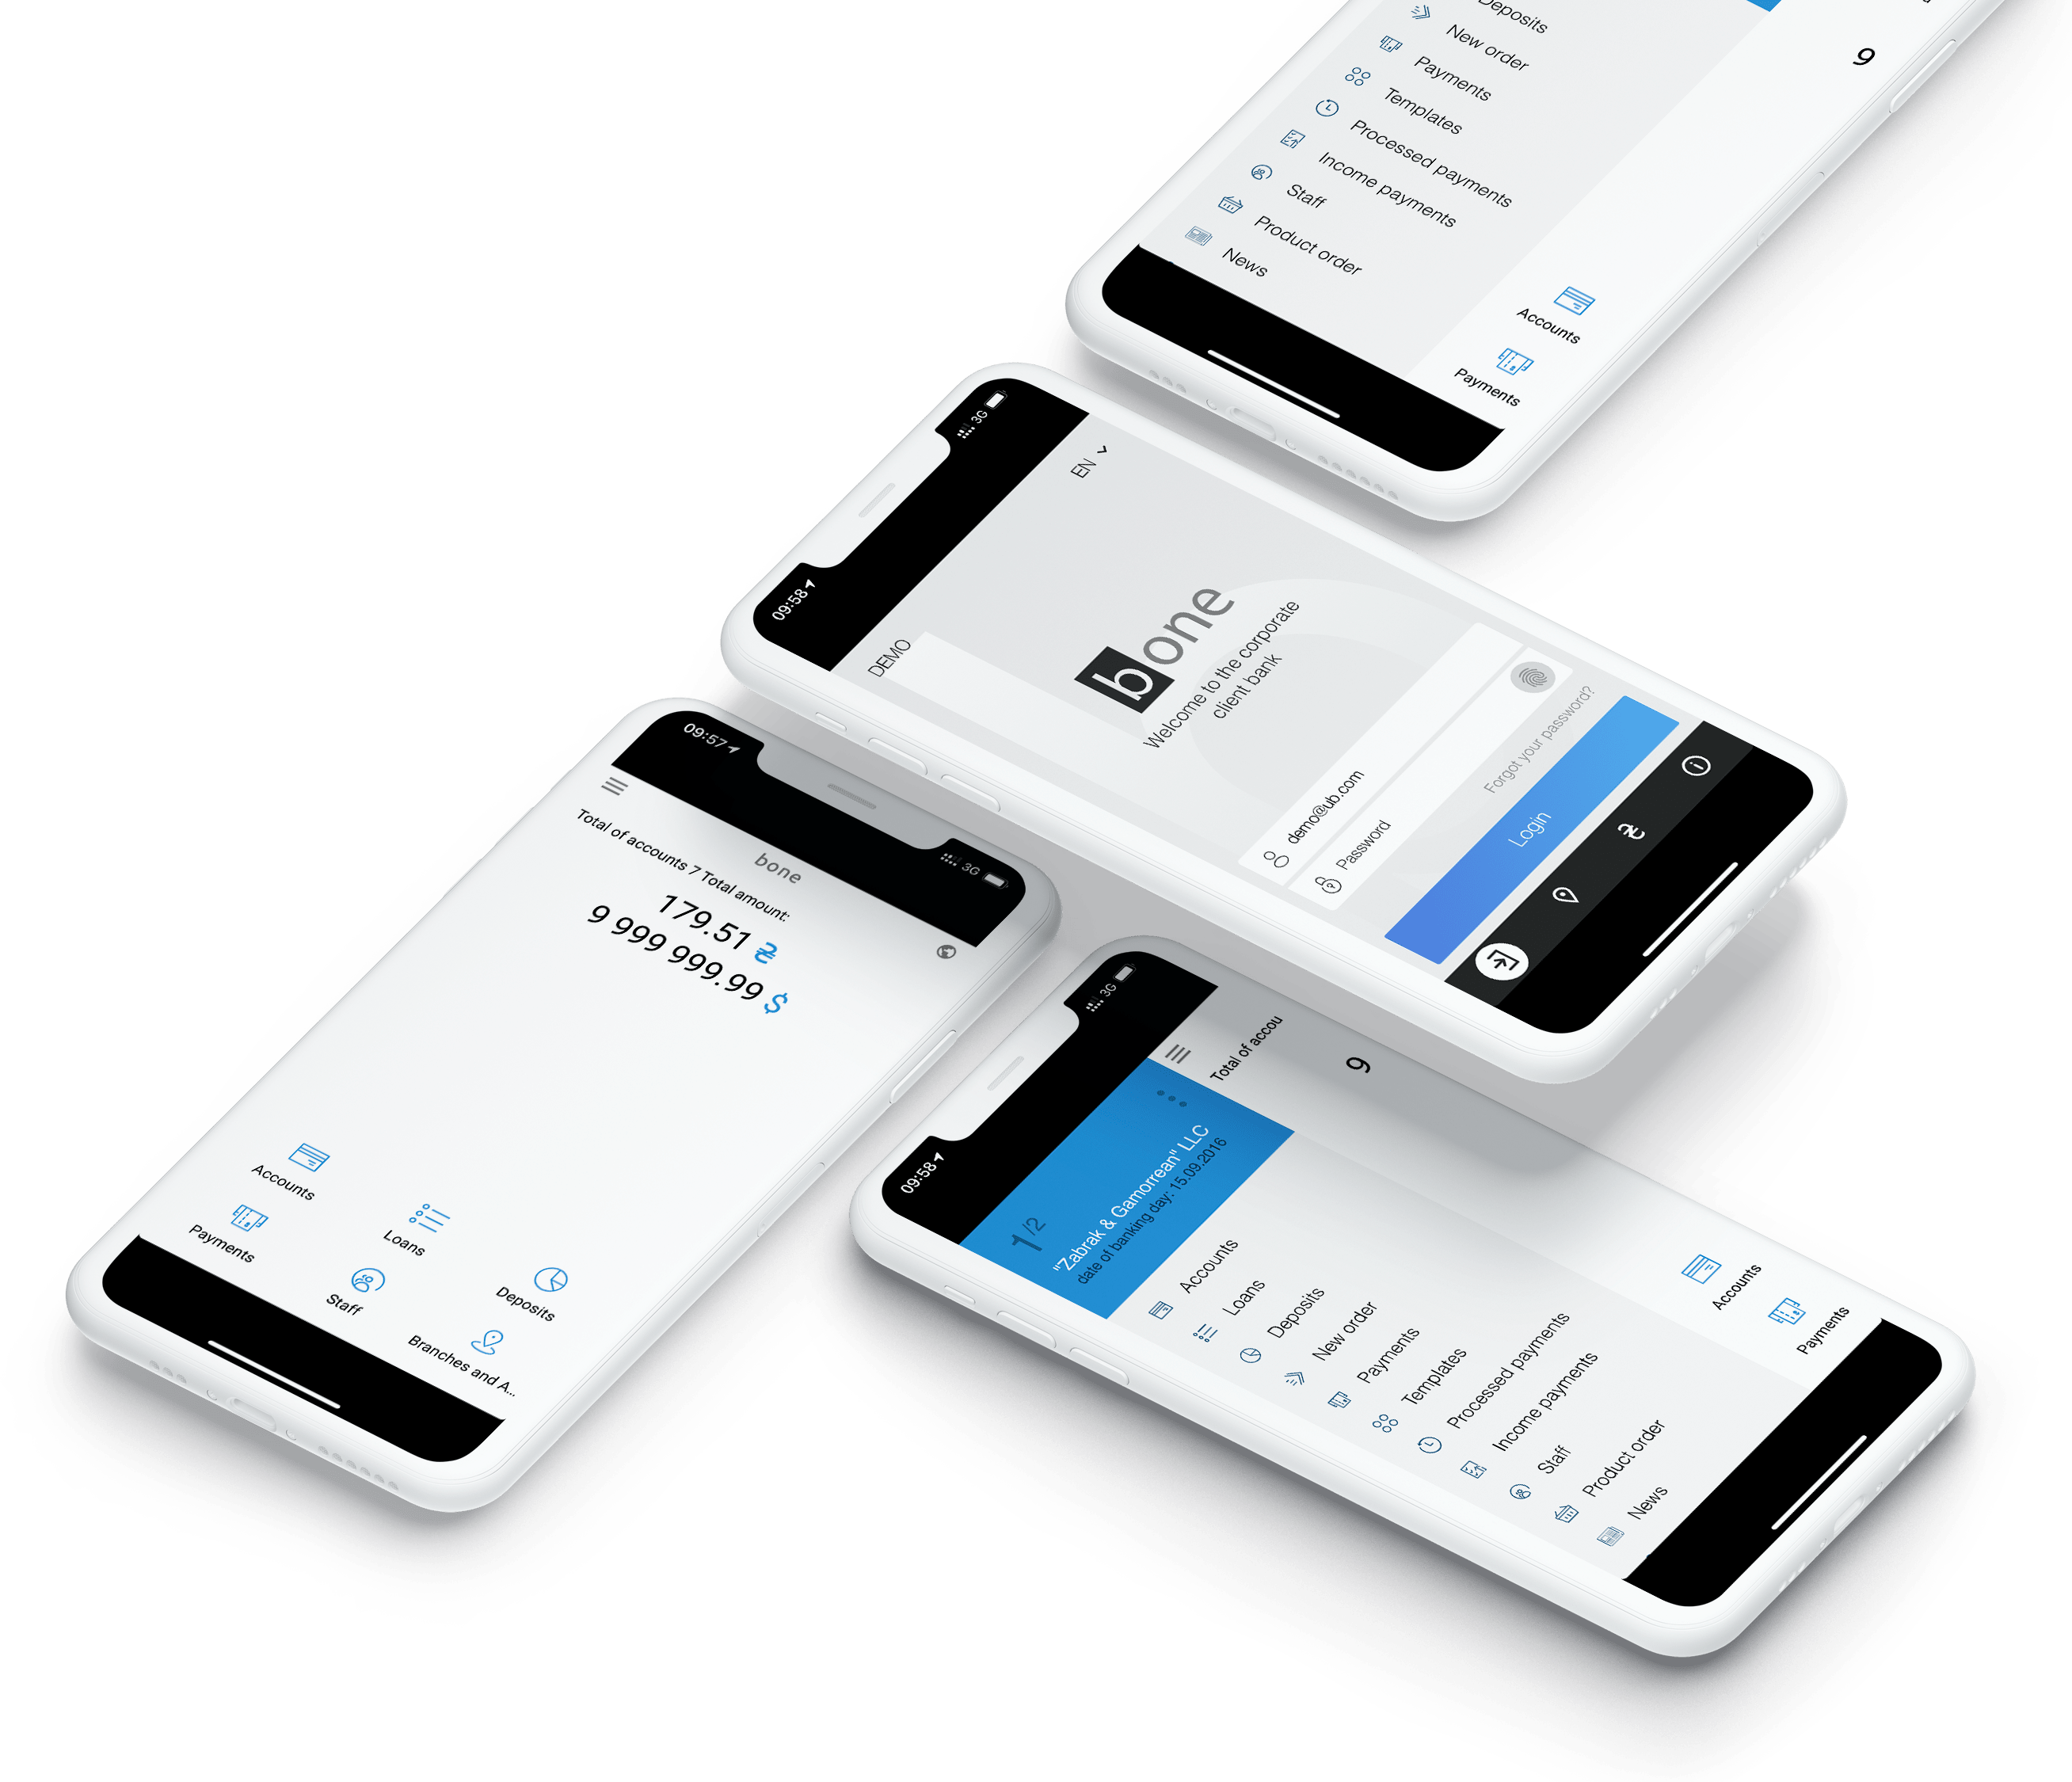 Deposits
New order
Payments
Templates
Processed payments
Income payments
Staff
Product order
News
9
Accounts
Payments
09:58
3G
DEMO
EN
bone
Welcome to the corporate
client bank
demo@ub.com
Password
Forgot your password?
Login
09:57
3G
bone
Total of accounts 7 Total amount:
179.51 ₴
9 999 999.99 $
Accounts
Loans
Deposits
Payments
Staff
Branches and A...
09:58
3G
1/2
"Zabrak & Gamorrean" LLC
date of banking day: 15.09.2016
Total of accou
9
Accounts
Loans
Deposits
New order
Payments
Templates
Processed payments
Income payments
Staff
Product order
News
Accounts
Payments